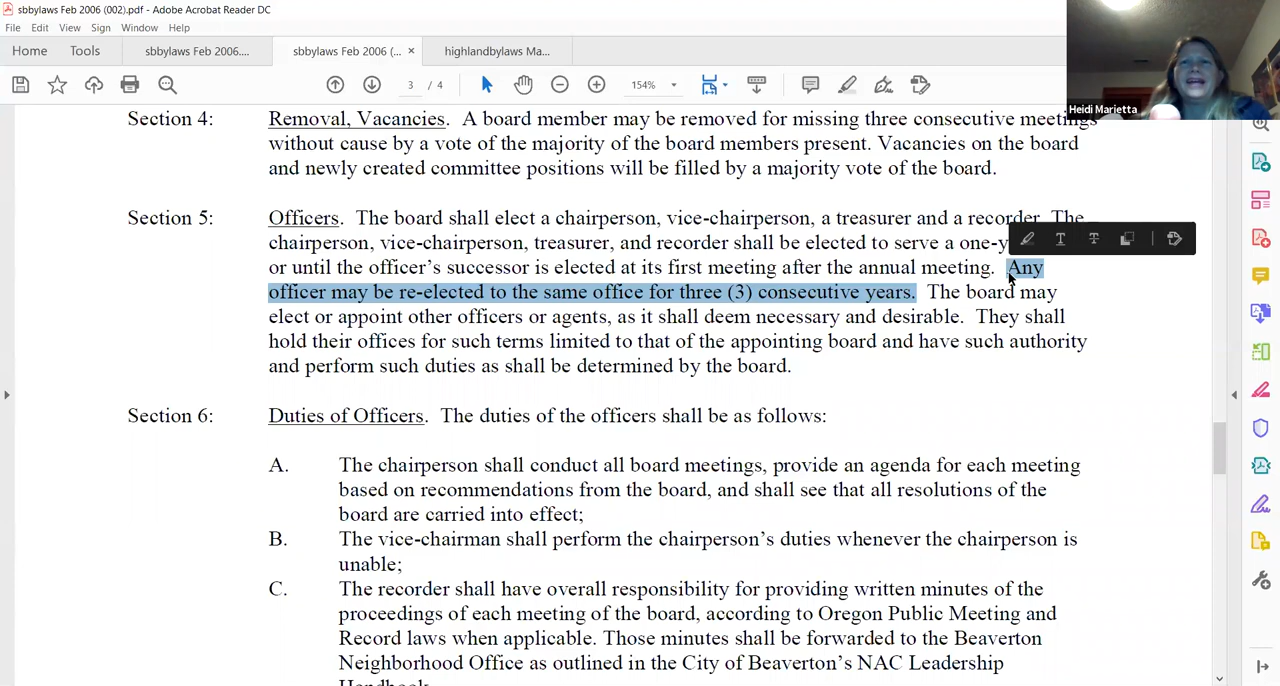 sbbylaws Feb 2006 (002).pdf - Adobe Acrobat Reader DC
File Edit View Sign Window Help
Home Tools sbbylaws Feb 2006.... sbbylaws Feb 2006 (... × highlandbylaws Ma...
3 / 4 154%
Heidi Marietta
Section 4: Removal, Vacancies. A board member may be removed for missing three consecutive meetings
without cause by a vote of the majority of the board members present. Vacancies on the board
and newly created committee positions will be filled by a majority vote of the board.
Section 5: Officers. The board shall elect a chairperson, vice-chairperson, a treasurer and a recorder. The
chairperson, vice-chairperson, treasurer, and recorder shall be elected to serve a one-y
or until the officer's successor is elected at its first meeting after the annual meeting. Any
officer may be re-elected to the same office for three (3) consecutive years. The board may
elect or appoint other officers or agents, as it shall deem necessary and desirable. They shall
hold their offices for such terms limited to that of the appointing board and have such authority
and perform such duties as shall be determined by the board.
Section 6: Duties of Officers. The duties of the officers shall be as follows:
A. The chairperson shall conduct all board meetings, provide an agenda for each meeting
based on recommendations from the board, and shall see that all resolutions of the
board are carried into effect;
B. The vice-chairman shall perform the chairperson's duties whenever the chairperson is
unable;
C. The recorder shall have overall responsibility for providing written minutes of the
proceedings of each meeting of the board, according to Oregon Public Meeting and
Record laws when applicable. Those minutes shall be forwarded to the Beaverton
Neighborhood Office as outlined in the City of Beaverton's NAC Leadership
Handbook